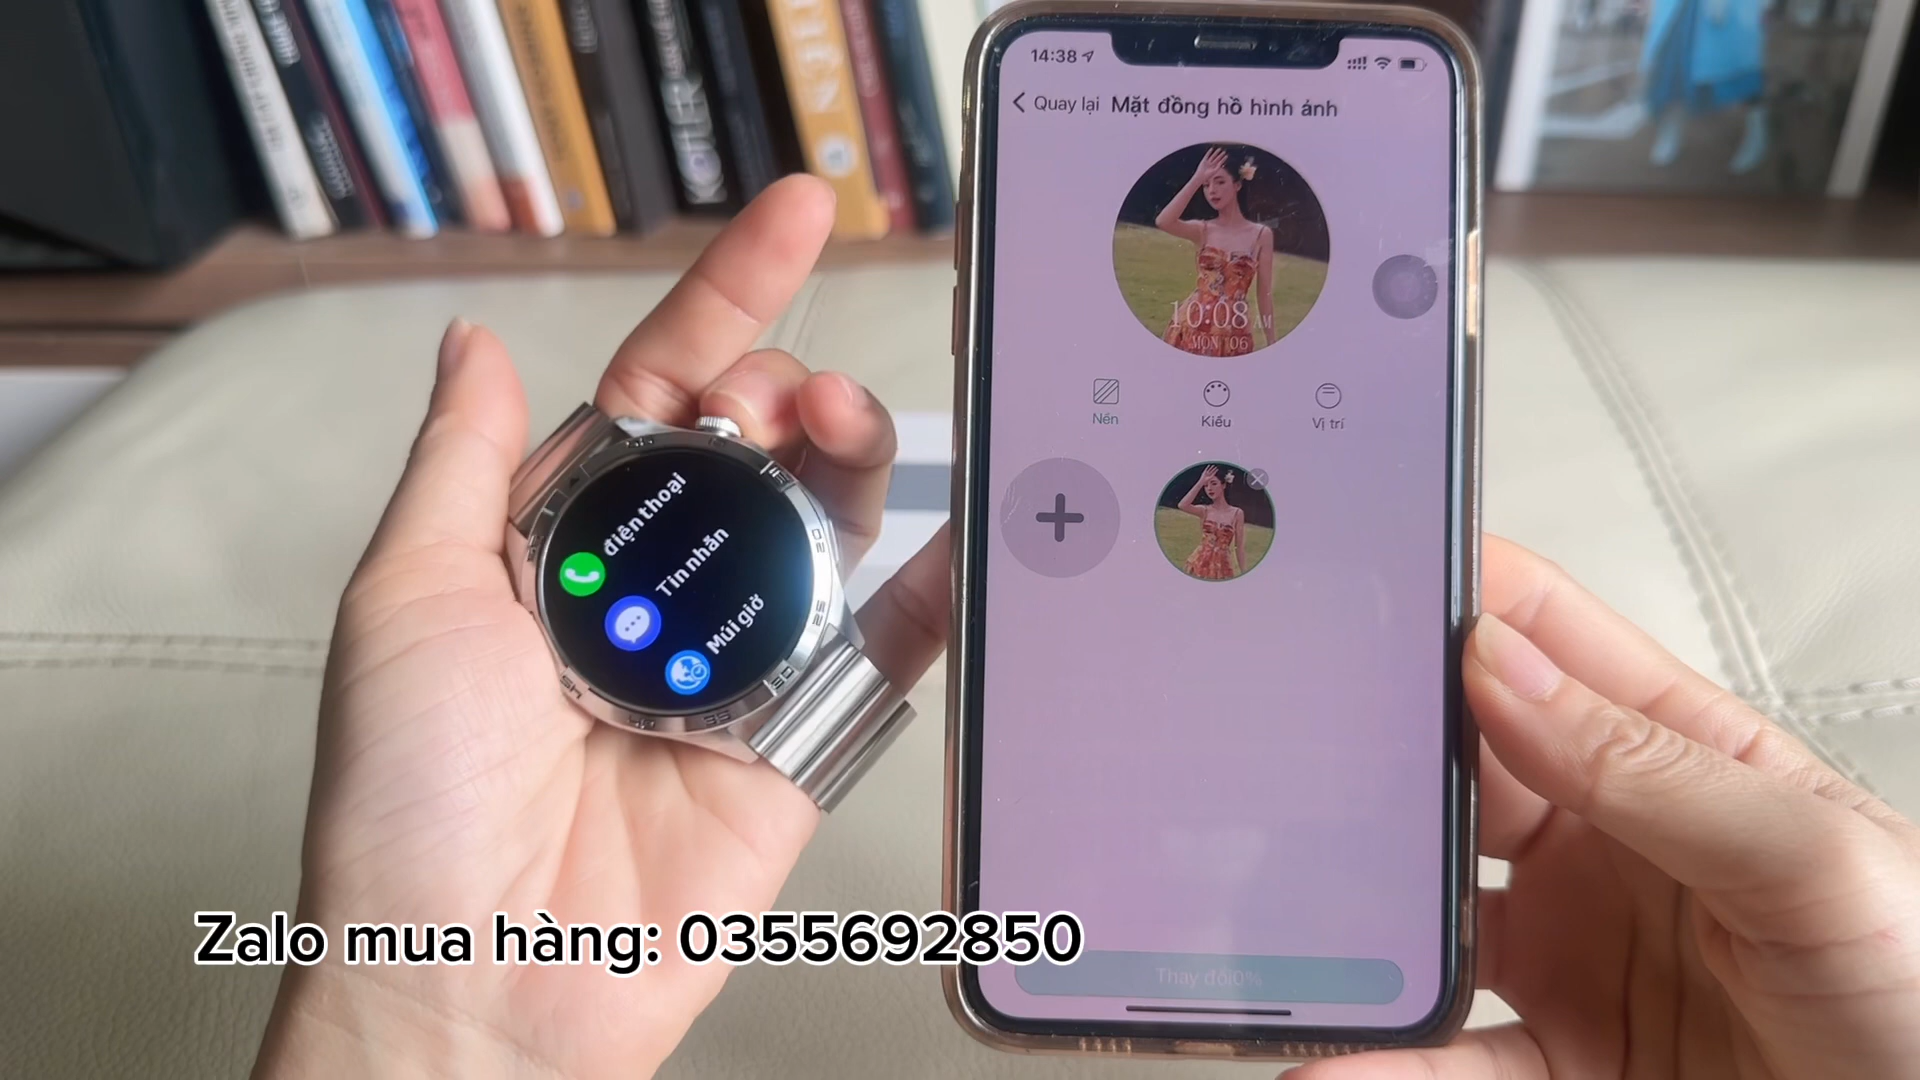 14:38
Quay lại Mặt đồng hồ hình ảnh
10:08 AM
MON 06
Nền Kiểu Vị trí
Thay đổi0%
điện thoại
Tin nhắn
Múi giờ
KOTLER
Zalo mua hàng: 0355692850